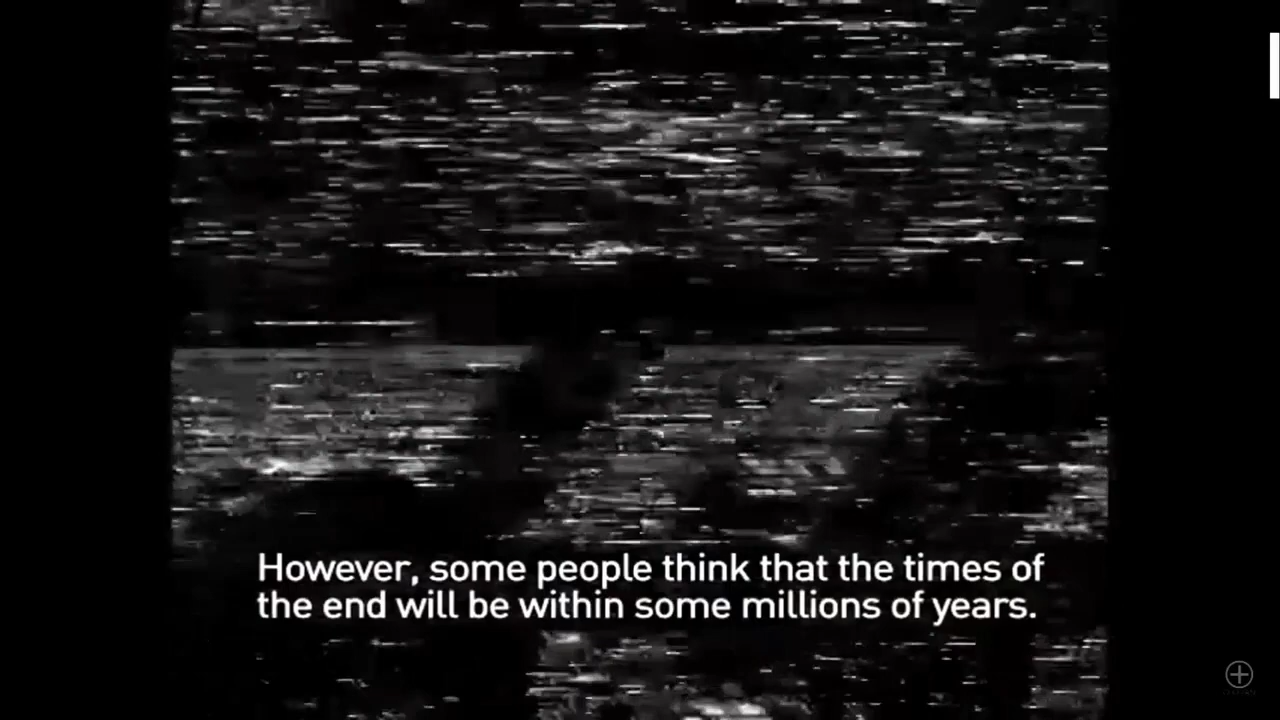 However, some people think that the times of
the end will be within some millions of years.